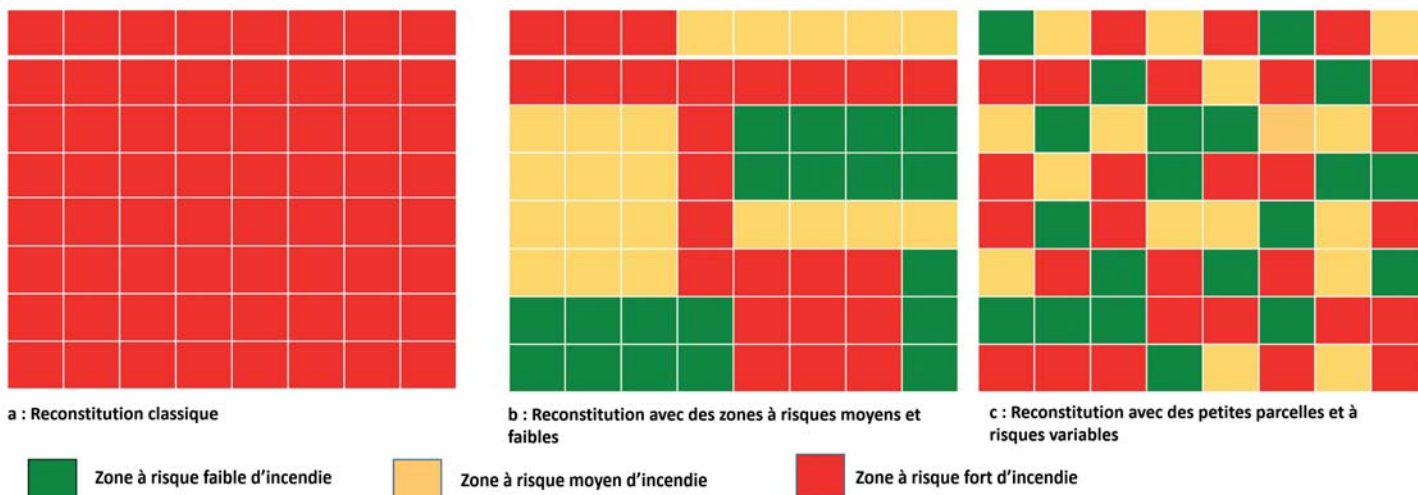 a : Reconstitution classique
b : Reconstitution avec des zones à risques moyens et
faibles
c : Reconstitution avec des petites parcelles et à
risques variables
Zone à risque faible d’incendie
Zone à risque moyen d’incendie
Zone à risque fort d’incendie